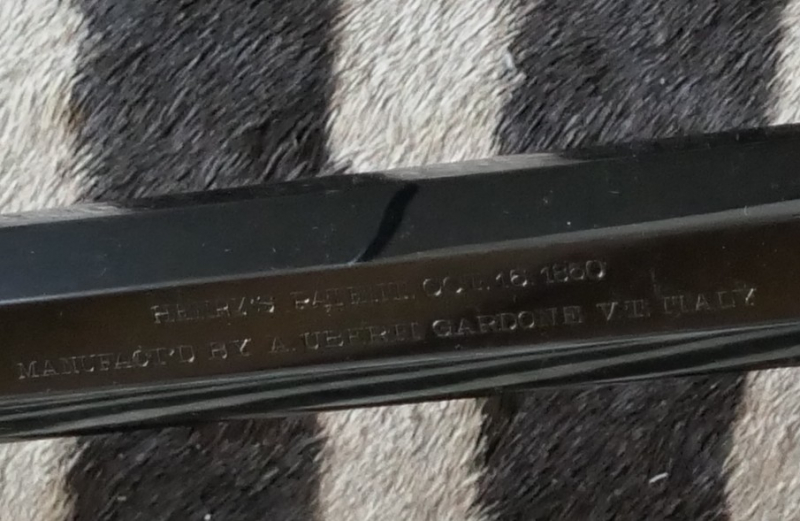 HENRY'S PATENT. OCT. 16. 1860
MANUFACT'D BY A. UBERTI GARDONE V.T. ITALY